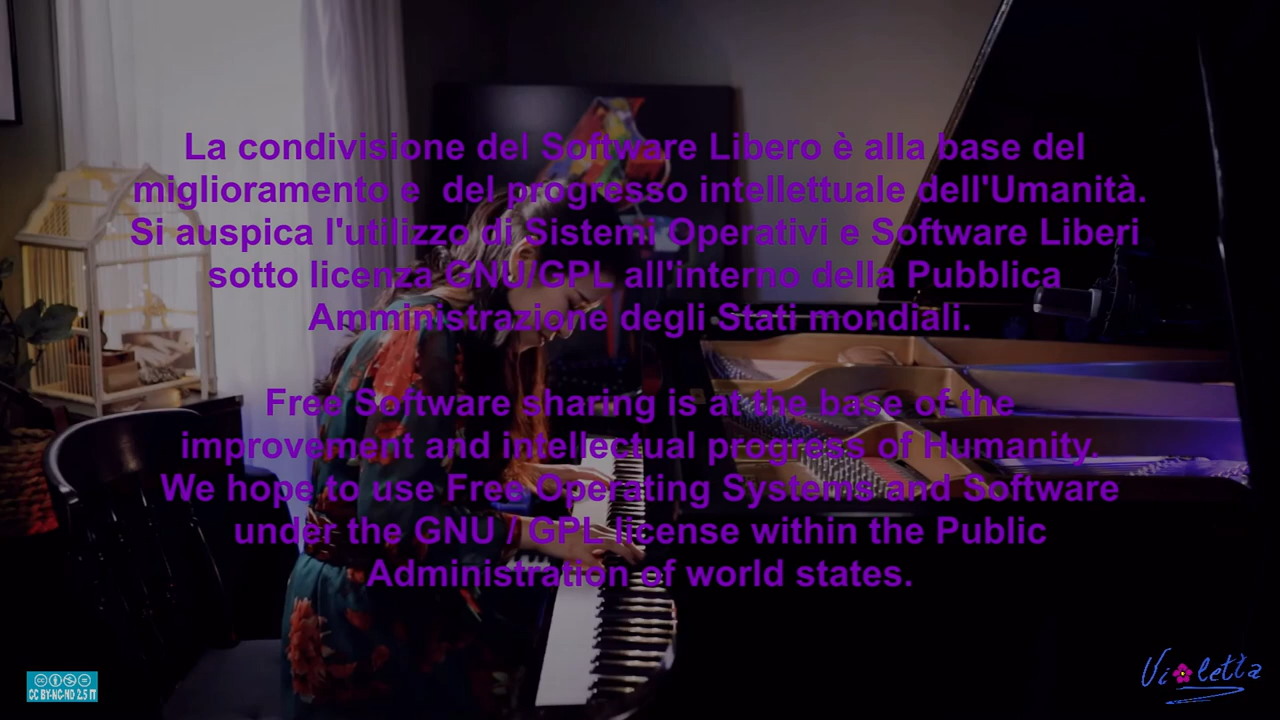 La condivisione del Software Libero è alla base del
miglioramento e  del progresso intellettuale dell'Umanità.
Si auspica l'utilizzo di Sistemi Operativi e Software Liberi
sotto licenza GNU/GPL all'interno della Pubblica
Amministrazione degli Stati mondiali.
Free Software sharing is at the base of the
improvement and intellectual progress of Humanity.
We hope to use Free Operating Systems and Software
under the GNU / GPL license within the Public
Administration of world states.
CC BY-NC-ND 2.5 IT
Violetta